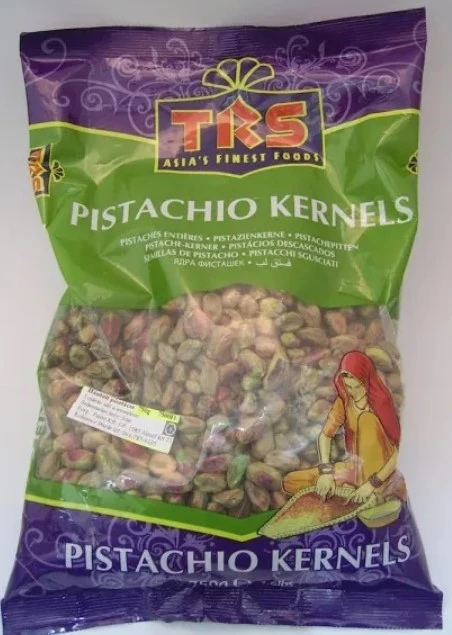 TRS
ASIA'S FINEST FOODS
PISTACHIO KERNELS
PISTACHES ENTIÈRES • PISTAZIENKERNE • PISTACHEPITTEN
PISTACHE-KERNER • PISTÁCIOS DESCASCADOS
SEMILLAS DE PISTACHO • PISTACCHI SGUSCIATI
ЯДРА ФИСТАШЕК • فستق لب
PISTACHIO KERNELS
750g